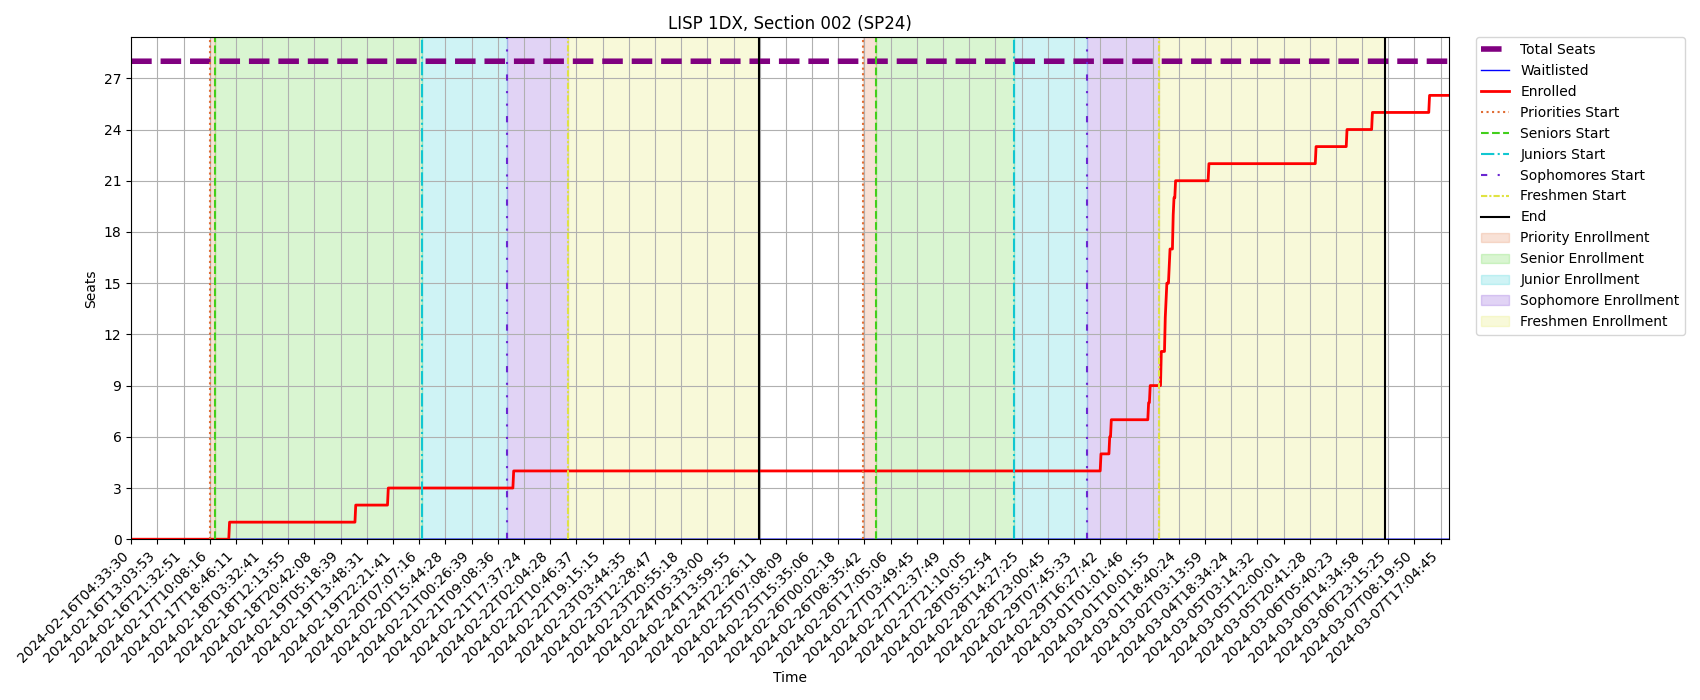 LISP 1DX, Section 002 (SP24)
Seats
27
24
21
18
15
12
9
6
3
0
2024-02-16T04:33:30
2024-02-16T13:03:53
2024-02-16T21:32:51
2024-02-17T10:08:16
2024-02-17T18:46:11
2024-02-18T03:32:41
2024-02-18T12:13:55
2024-02-18T20:42:08
2024-02-19T05:18:39
2024-02-19T13:48:31
2024-02-19T22:21:41
2024-02-20T07:07:16
2024-02-20T15:44:28
2024-02-21T00:26:39
2024-02-21T09:08:36
2024-02-21T17:37:24
2024-02-22T02:04:28
2024-02-22T10:46:37
2024-02-22T19:15:15
2024-02-23T03:44:35
2024-02-23T12:28:47
2024-02-23T20:55:18
2024-02-24T05:33:00
2024-02-24T13:59:55
2024-02-24T22:26:11
2024-02-25T07:08:09
2024-02-25T15:35:06
2024-02-26T00:02:18
2024-02-26T08:35:42
2024-02-26T17:05:06
2024-02-27T03:49:45
2024-02-27T12:37:49
2024-02-27T21:10:05
2024-02-28T05:52:54
2024-02-28T14:27:25
2024-02-28T23:00:45
2024-02-29T07:45:33
2024-02-29T16:27:42
2024-03-01T01:01:46
2024-03-01T10:01:55
2024-03-01T18:40:24
2024-03-02T03:13:59
2024-03-04T18:34:24
2024-03-05T03:14:32
2024-03-05T12:00:01
2024-03-05T20:41:28
2024-03-06T05:40:23
2024-03-06T14:34:58
2024-03-06T23:15:25
2024-03-07T08:19:50
2024-03-07T17:04:45
Time
Total Seats
Waitlisted
Enrolled
Priorities Start
Seniors Start
Juniors Start
Sophomores Start
Freshmen Start
End
Priority Enrollment
Senior Enrollment
Junior Enrollment
Sophomore Enrollment
Freshmen Enrollment